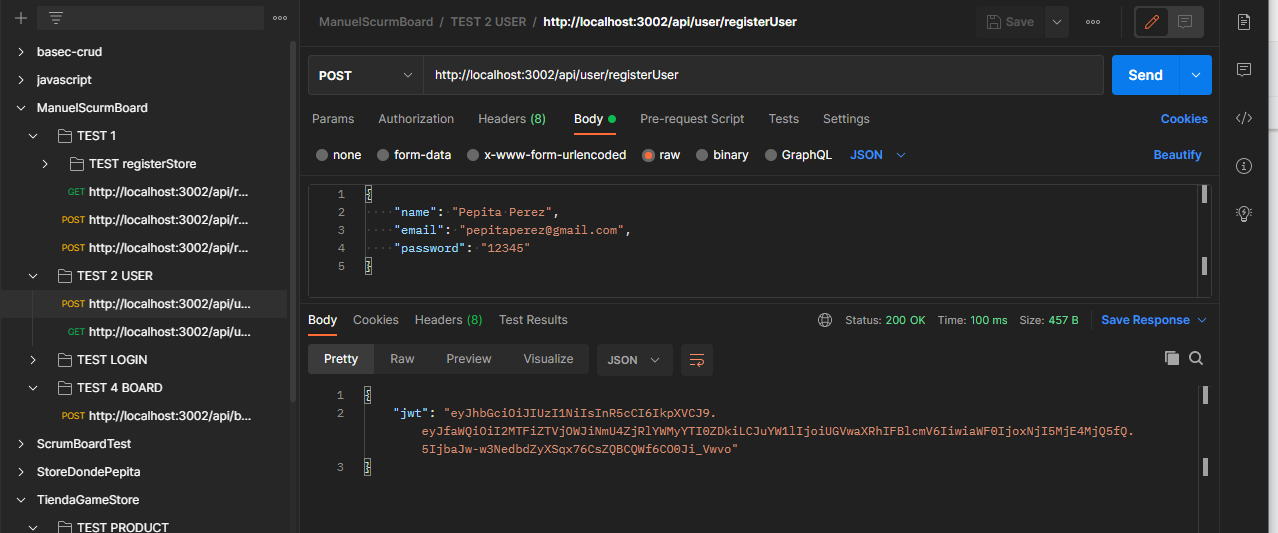 ManuelScurmBoard / TEST 2 USER / http://localhost:3002/api/user/registerUser
Save
basec-crud
javascript
ManuelScurmBoard
TEST 1
TEST registerStore
GET http://localhost:3002/api/r...
POST http://localhost:3002/api/r...
POST http://localhost:3002/api/r...
TEST 2 USER
POST http://localhost:3002/api/u...
GET http://localhost:3002/api/u...
TEST LOGIN
TEST 4 BOARD
POST http://localhost:3002/api/b...
ScrumBoardTest
StoreDondePepita
TiendaGameStore
TEST PRODUCT
POST http://localhost:3002/api/user/registerUser Send
Params Authorization Headers (8) Body Pre-request Script Tests Settings Cookies
none form-data x-www-form-urlencoded raw binary GraphQL JSON Beautify
1 {
2 "name": "Pepita Perez",
3 "email": "pepitaperez@gmail.com",
4 "password": "12345"
5 }
Body Cookies Headers (8) Test Results Status: 200 OK Time: 100 ms Size: 457 B Save Response
Pretty Raw Preview Visualize JSON
1 {
2 "jwt": "eyJhbGciOiJIUzI1NiIsInR5cCI6IkpXVCJ9.
eyJfaWQiOiI2MTFiZTVjOWJiNmU4ZjRlYWMyYTI0ZDkiLCJuYW1lIjoiUGVwaXRhIFBlcmV6IiwiaWF0IjoxNjI5MjE4MjQ5fQ.
5IjbaJw-w3NedbdZyXSqx76CsZQBCQWf6CO0Ji_Vwvo"
3 }